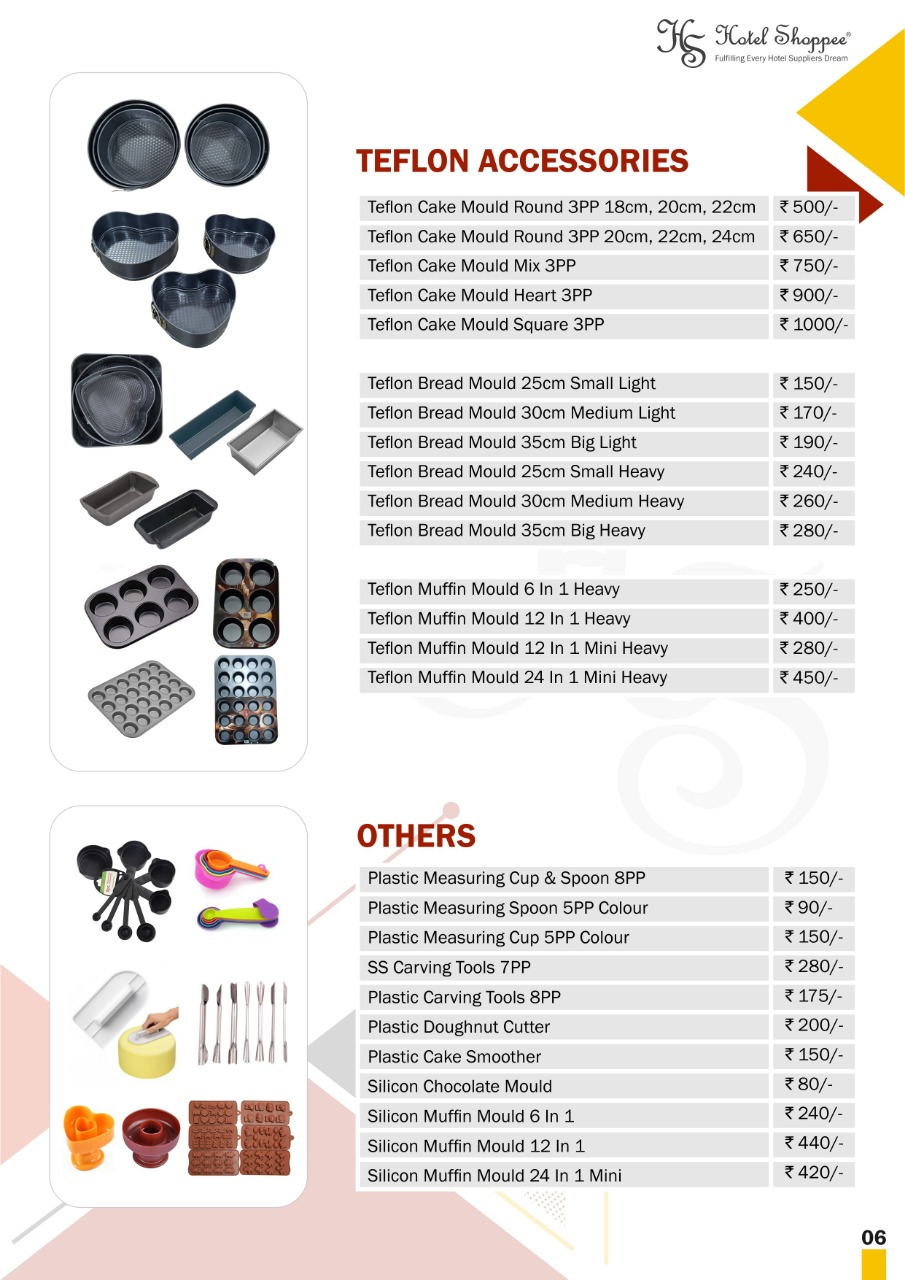 HS Hotel Shoppee®
Fulfilling Every Hotel Suppliers Dream
TEFLON ACCESSORIES
Teflon Cake Mould Round 3PP 18cm, 20cm, 22cm ₹ 500/-
Teflon Cake Mould Round 3PP 20cm, 22cm, 24cm ₹ 650/-
Teflon Cake Mould Mix 3PP ₹ 750/-
Teflon Cake Mould Heart 3PP ₹ 900/-
Teflon Cake Mould Square 3PP ₹ 1000/-
Teflon Bread Mould 25cm Small Light ₹ 150/-
Teflon Bread Mould 30cm Medium Light ₹ 170/-
Teflon Bread Mould 35cm Big Light ₹ 190/-
Teflon Bread Mould 25cm Small Heavy ₹ 240/-
Teflon Bread Mould 30cm Medium Heavy ₹ 260/-
Teflon Bread Mould 35cm Big Heavy ₹ 280/-
Teflon Muffin Mould 6 In 1 Heavy ₹ 250/-
Teflon Muffin Mould 12 In 1 Heavy ₹ 400/-
Teflon Muffin Mould 12 In 1 Mini Heavy ₹ 280/-
Teflon Muffin Mould 24 In 1 Mini Heavy ₹ 450/-
OTHERS
Plastic Measuring Cup & Spoon 8PP ₹ 150/-
Plastic Measuring Spoon 5PP Colour ₹ 90/-
Plastic Measuring Cup 5PP Colour ₹ 150/-
SS Carving Tools 7PP ₹ 280/-
Plastic Carving Tools 8PP ₹ 175/-
Plastic Doughnut Cutter ₹ 200/-
Plastic Cake Smoother ₹ 150/-
Silicon Chocolate Mould ₹ 80/-
Silicon Muffin Mould 6 In 1 ₹ 240/-
Silicon Muffin Mould 12 In 1 ₹ 440/-
Silicon Muffin Mould 24 In 1 Mini ₹ 420/-
06